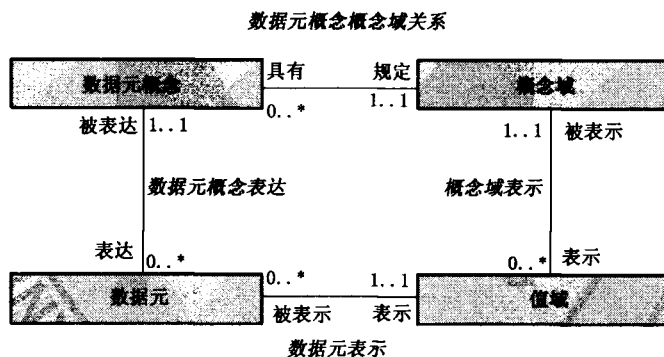 数据元概念概念域关系
数据元概念 具有 规定 概念域
0..* 1..1
被表达 1..1 1..1 被表示
数据元概念表达 概念域表示
表达 0..* 0..* 表示
数据元 0..* 1..1 值域
被表示 表示
数据元表示